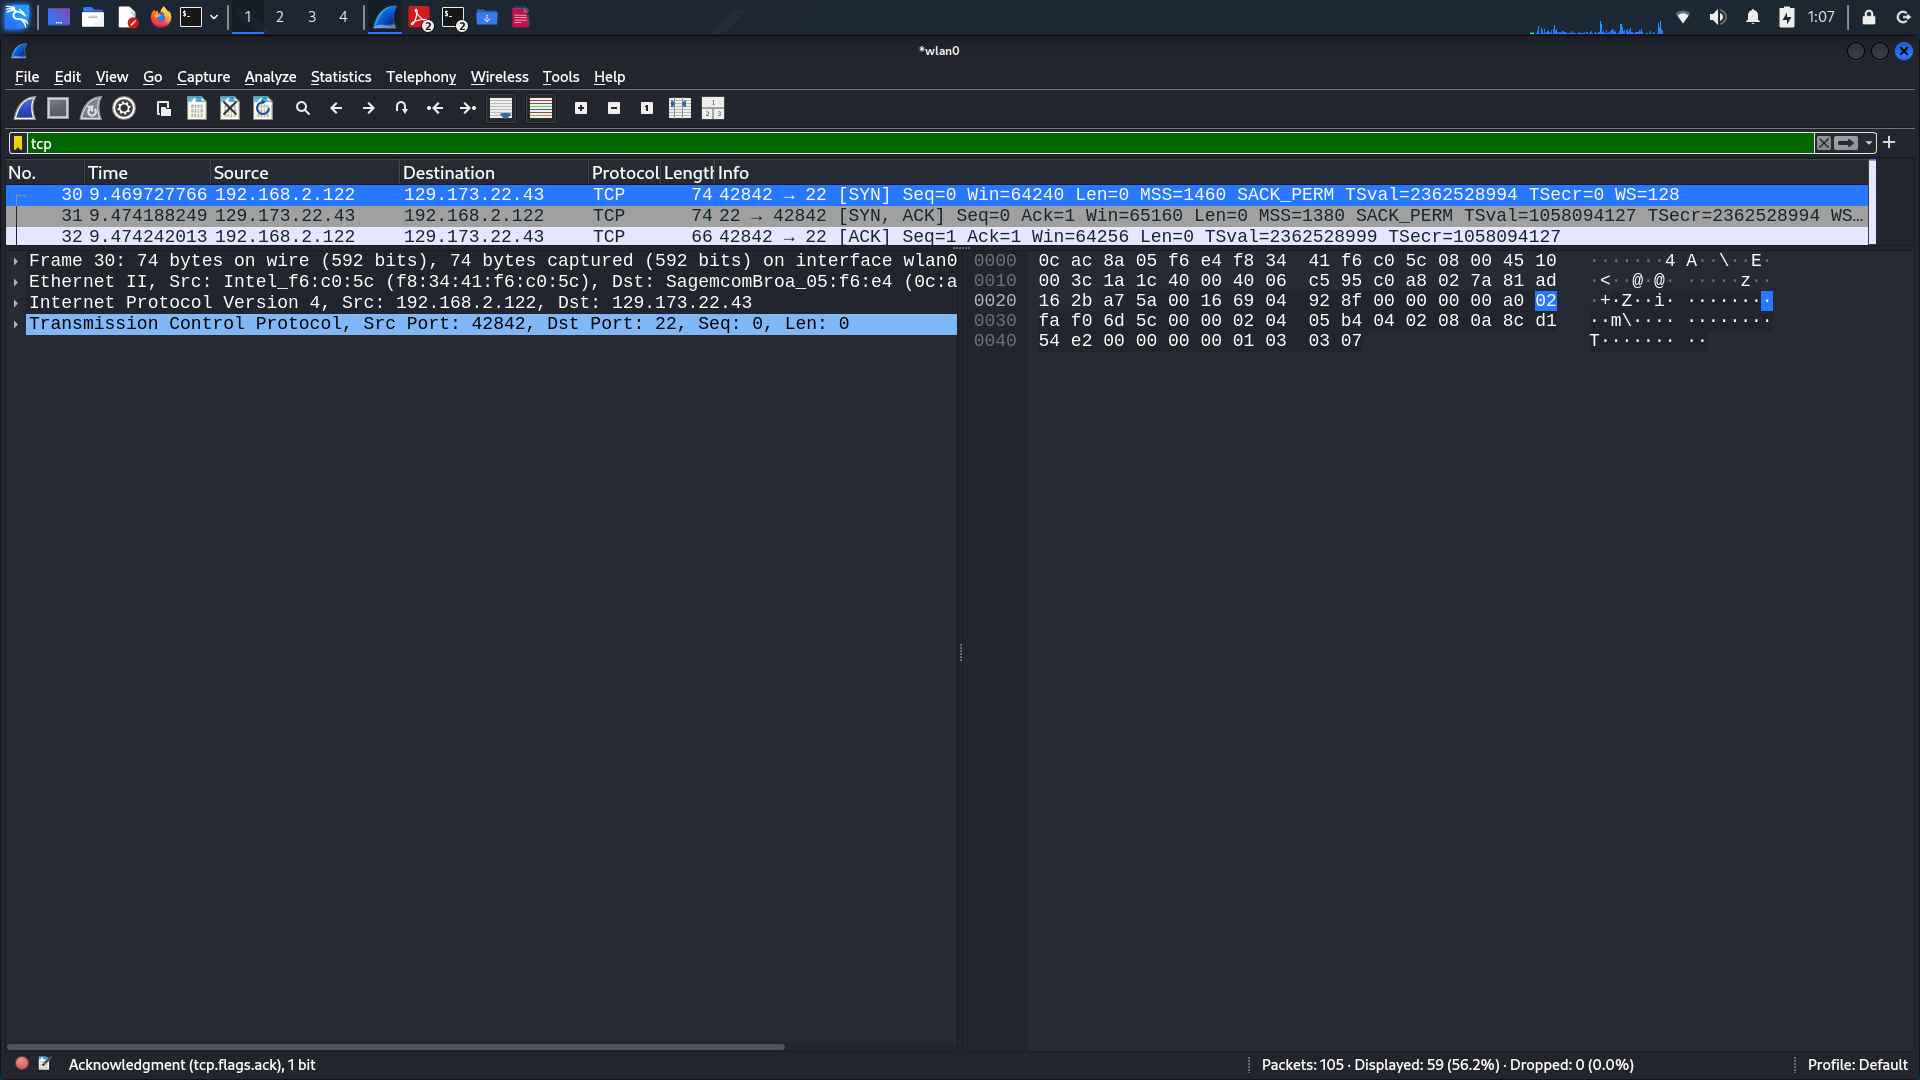 1 2 3 4 2 2 1:07
*wlan0
File Edit View Go Capture Analyze Statistics Telephony Wireless Tools Help
tcp
No. Time Source Destination Protocol Length Info
30 9.469727766 192.168.2.122 129.173.22.43 TCP 74 42842 → 22 [SYN] Seq=0 Win=64240 Len=0 MSS=1460 SACK_PERM TSval=2362528994 TSecr=0 WS=128
31 9.474188249 129.173.22.43 192.168.2.122 TCP 74 22 → 42842 [SYN, ACK] Seq=0 Ack=1 Win=65160 Len=0 MSS=1380 SACK_PERM TSval=1058094127 TSecr=2362528994 WS…
32 9.474242013 192.168.2.122 129.173.22.43 TCP 66 42842 → 22 [ACK] Seq=1 Ack=1 Win=64256 Len=0 TSval=2362528999 TSecr=1058094127
Frame 30: 74 bytes on wire (592 bits), 74 bytes captured (592 bits) on interface wlan0
Ethernet II, Src: Intel_f6:c0:5c (f8:34:41:f6:c0:5c), Dst: SagemcomBroa_05:f6:e4 (0c:a
Internet Protocol Version 4, Src: 192.168.2.122, Dst: 129.173.22.43
Transmission Control Protocol, Src Port: 42842, Dst Port: 22, Seq: 0, Len: 0
0000 0c ac 8a 05 f6 e4 f8 34 41 f6 c0 5c 08 00 45 10 ·······4 A··\··E·
0010 00 3c 1a 1c 40 00 40 06 c5 95 c0 a8 02 7a 81 ad ·<··@·@· ·····z··
0020 16 2b a7 5a 00 16 69 04 92 8f 00 00 00 00 a0 02 ·+·Z··i· ········
0030 fa f0 6d 5c 00 00 02 04 05 b4 04 02 08 0a 8c d1 ··m\···· ········
0040 54 e2 00 00 00 00 01 03 03 07 T······· ··
Acknowledgment (tcp.flags.ack), 1 bit
Packets: 105 · Displayed: 59 (56.2%) · Dropped: 0 (0.0%)
Profile: Default